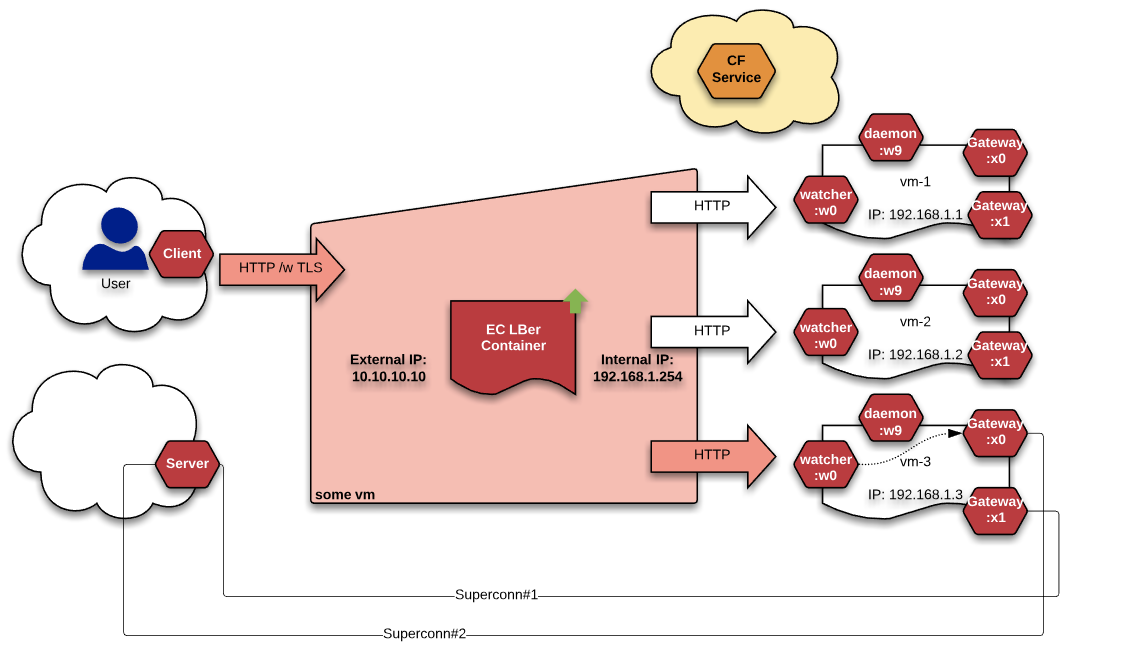 CF
Service
daemon
:w9
Gateway
:x0
vm-1
watcher
:w0
HTTP
IP: 192.168.1.1
Gateway
:x1
Client
User
HTTP /w TLS
daemon
:w9
Gateway
:x0
vm-2
watcher
:w0
HTTP
IP: 192.168.1.2
Gateway
:x1
EC LBer
Container
External IP:
10.10.10.10
Internal IP:
192.168.1.254
daemon
:w9
Gateway
:x0
vm-3
watcher
:w0
HTTP
IP: 192.168.1.3
Gateway
:x1
Server
some vm
Superconn#1
Superconn#2